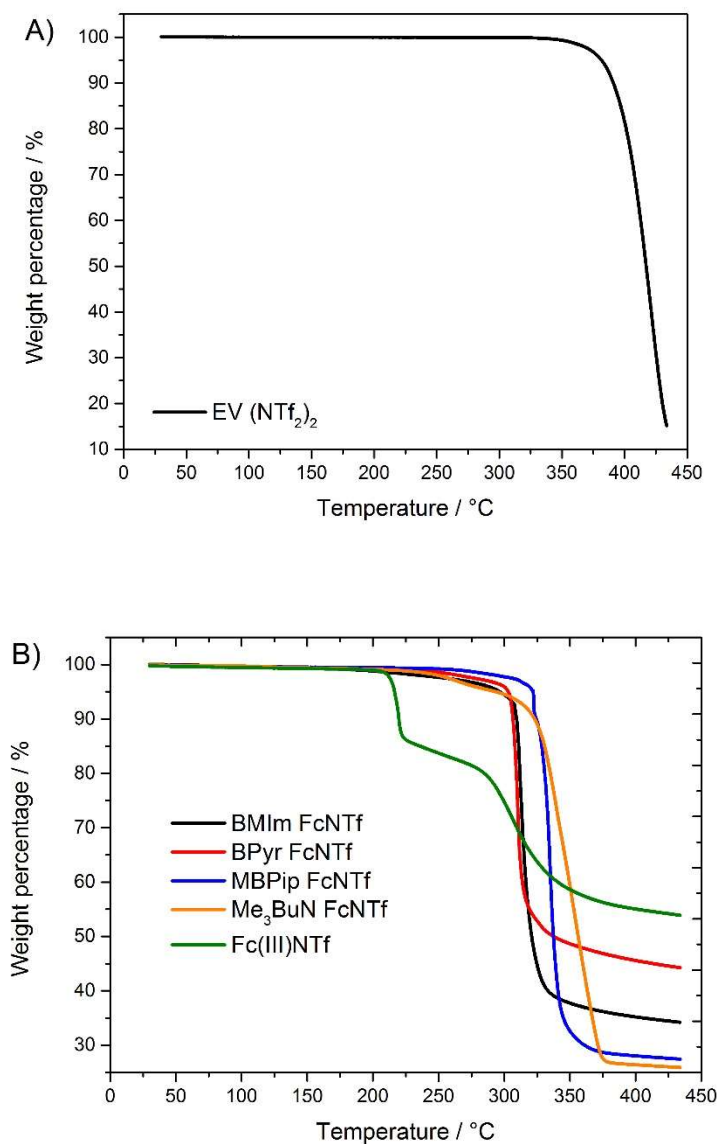 A)
100
90
80
70
60
50
40
30
20
10
Weight percentage / %
EV (NTf₂)₂
0 50 100 150 200 250 300 350 400 450
Temperature / °C
B)
100
90
80
70
60
50
40
30
Weight percentage / %
BMIm FcNTf
BPyr FcNTf
MBPip FcNTf
Me₃BuN FcNTf
Fc(III)NTf
0 50 100 150 200 250 300 350 400 450
Temperature / °C